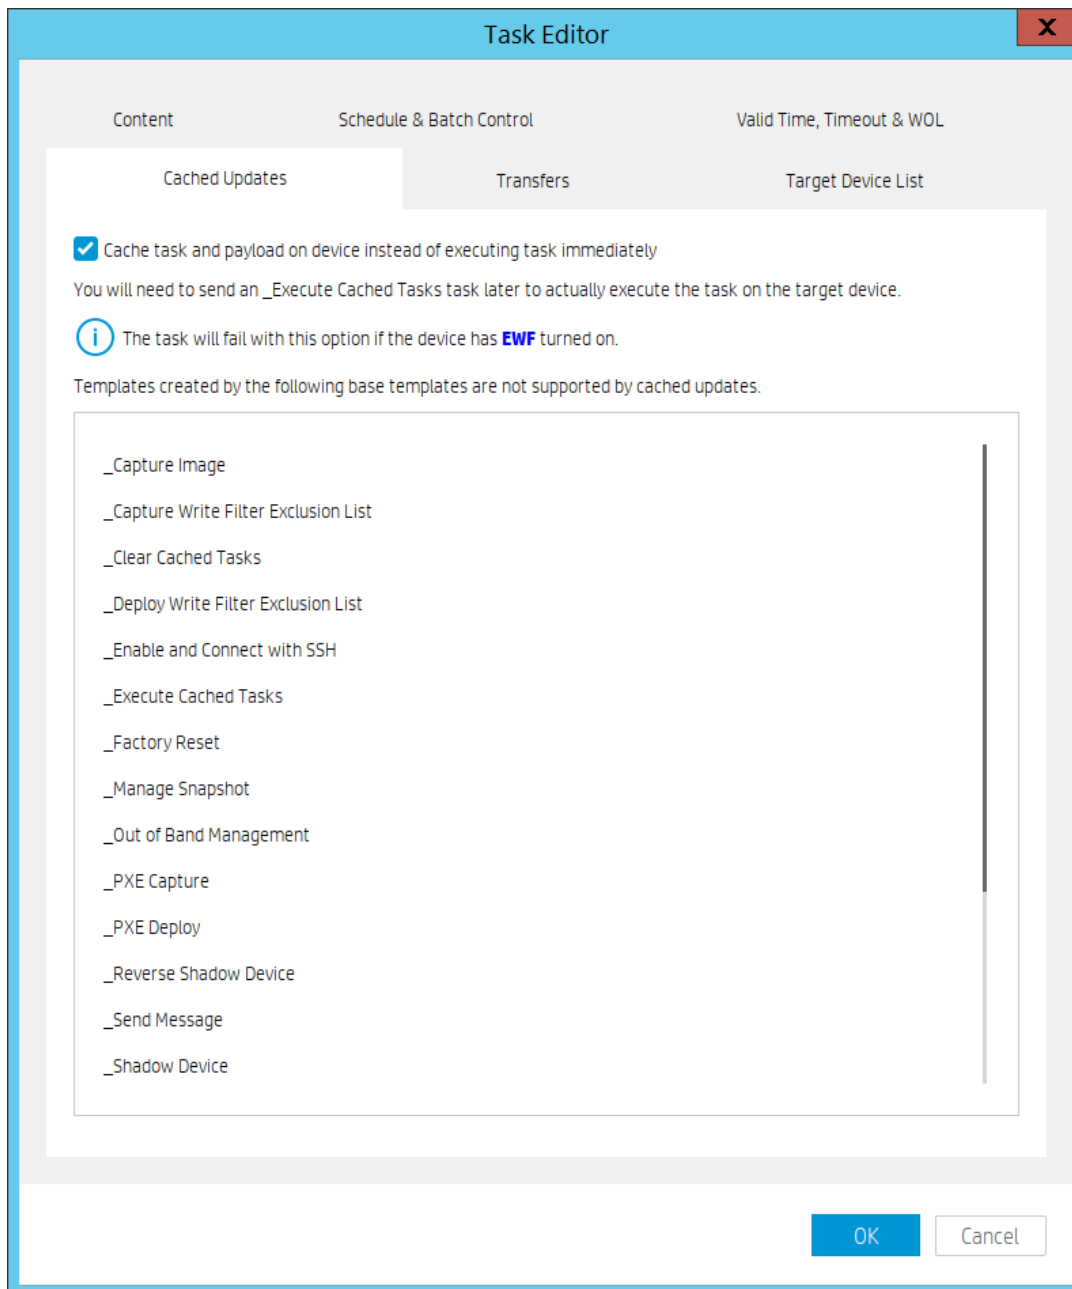 Task Editor
X
Content
Schedule & Batch Control
Valid Time, Timeout & WOL
Cached Updates
Transfers
Target Device List
Cache task and payload on device instead of executing task immediately
You will need to send an _Execute Cached Tasks task later to actually execute the task on the target device.
i The task will fail with this option if the device has EWF turned on.
Templates created by the following base templates are not supported by cached updates.
_Capture Image
_Capture Write Filter Exclusion List
_Clear Cached Tasks
_Deploy Write Filter Exclusion List
_Enable and Connect with SSH
_Execute Cached Tasks
_Factory Reset
_Manage Snapshot
_Out of Band Management
_PXE Capture
_PXE Deploy
_Reverse Shadow Device
_Send Message
_Shadow Device
OK
Cancel